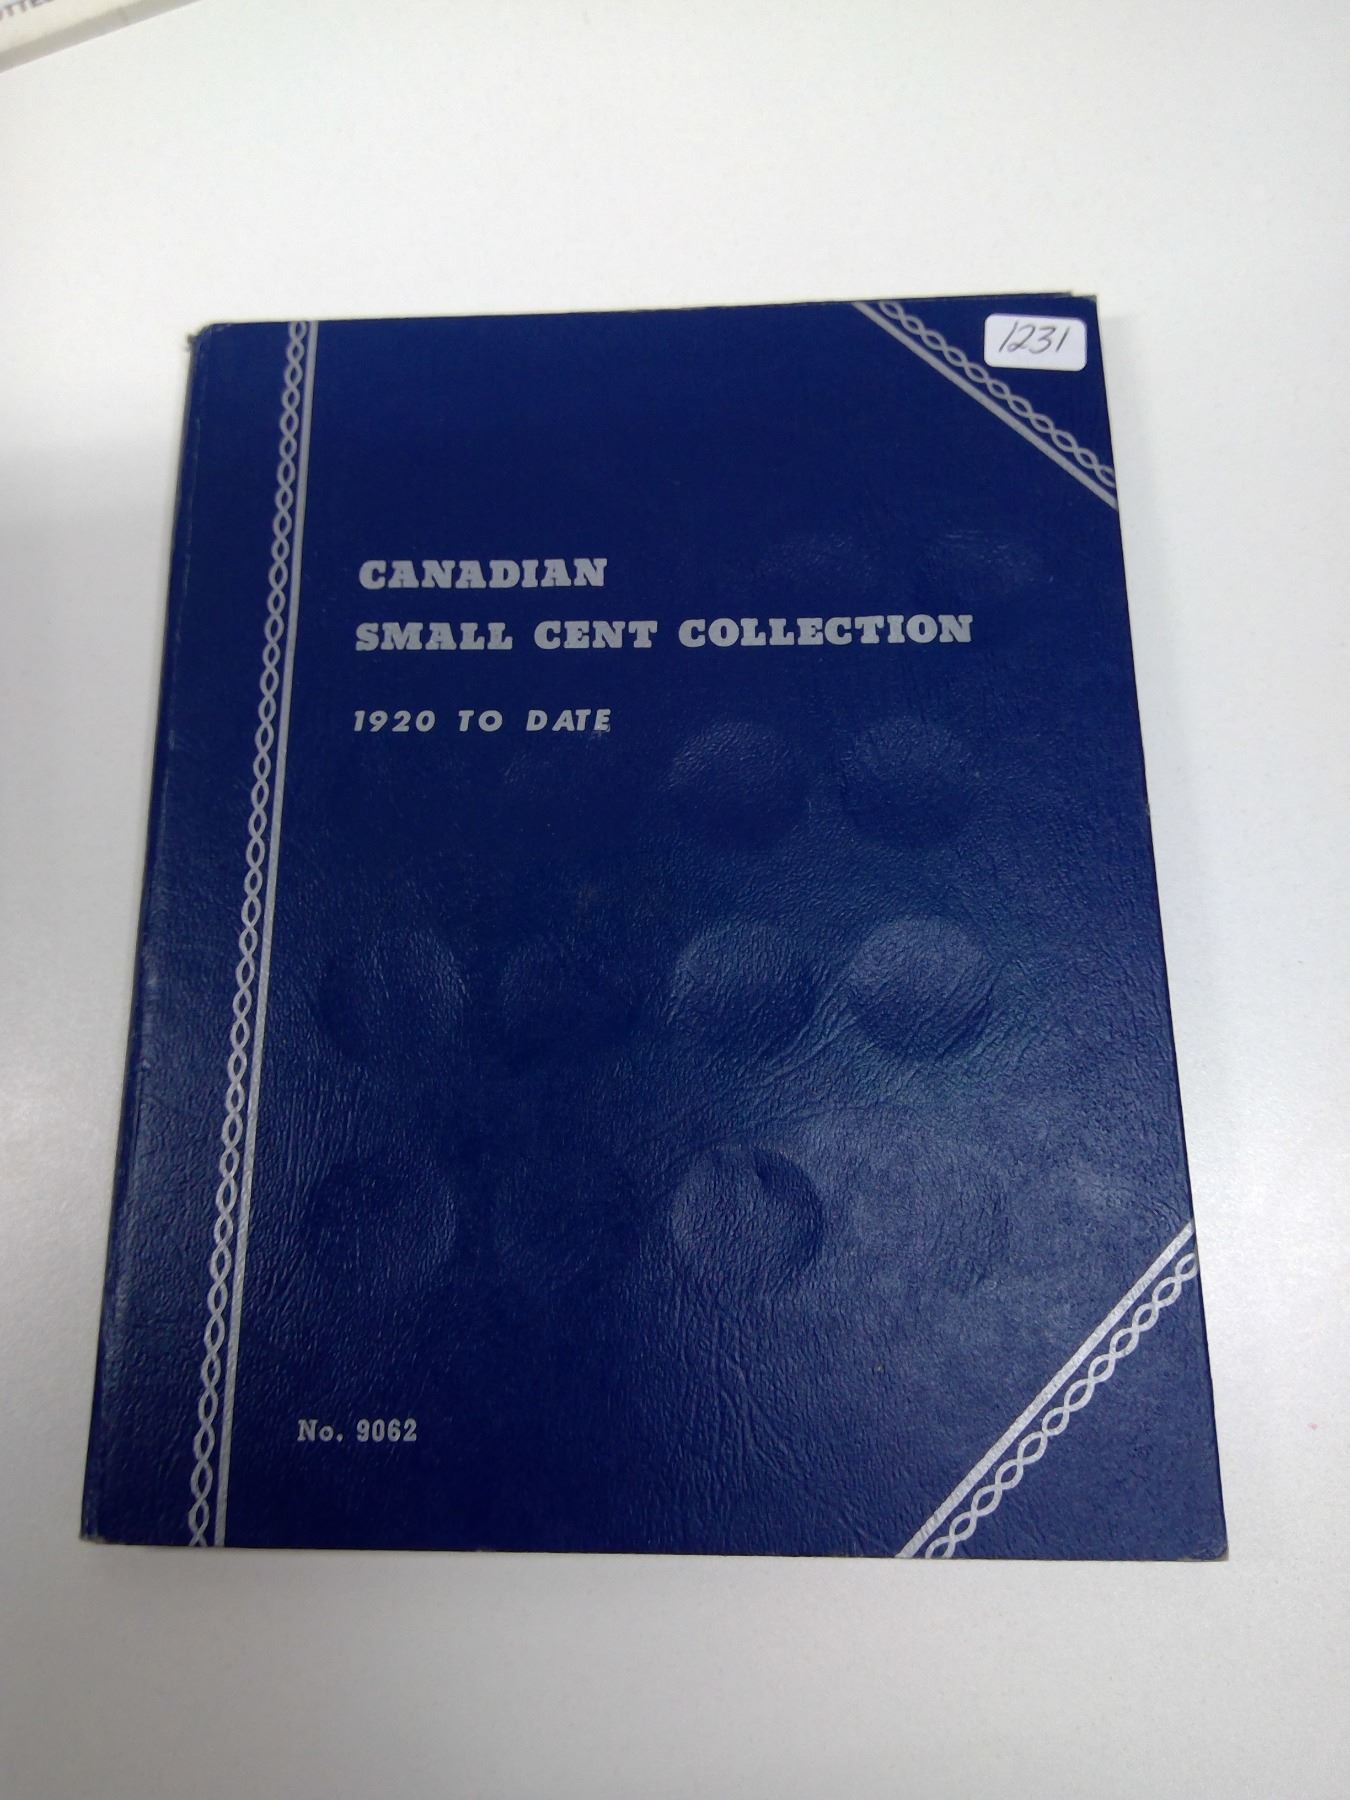 1231
CANADIAN
SMALL CENT COLLECTION
1920 TO DATE
No. 9062